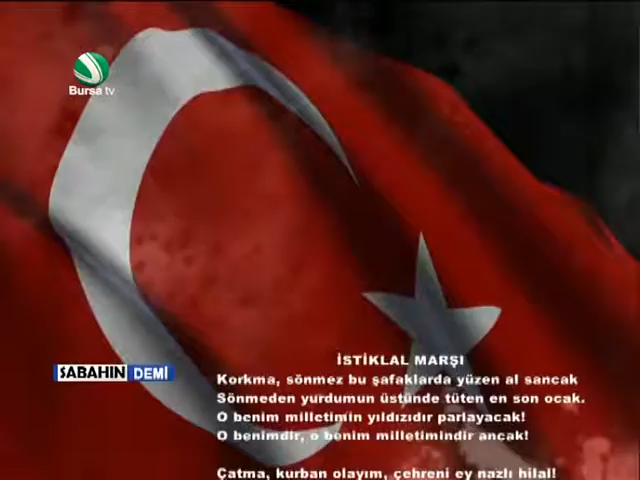 Bursa tv
İSTİKLAL MARŞI
Korkma, sönmez bu şafaklarda yüzen al sancak
Sönmeden yurdumun üstünde tüten en son ocak.
O benim milletimin yıldızıdır parlayacak!
O benimdir, o benim milletimindir ancak!
SABAHIN DEMİ
Çatma, kurban olayım, çehreni ey nazlı hilal!